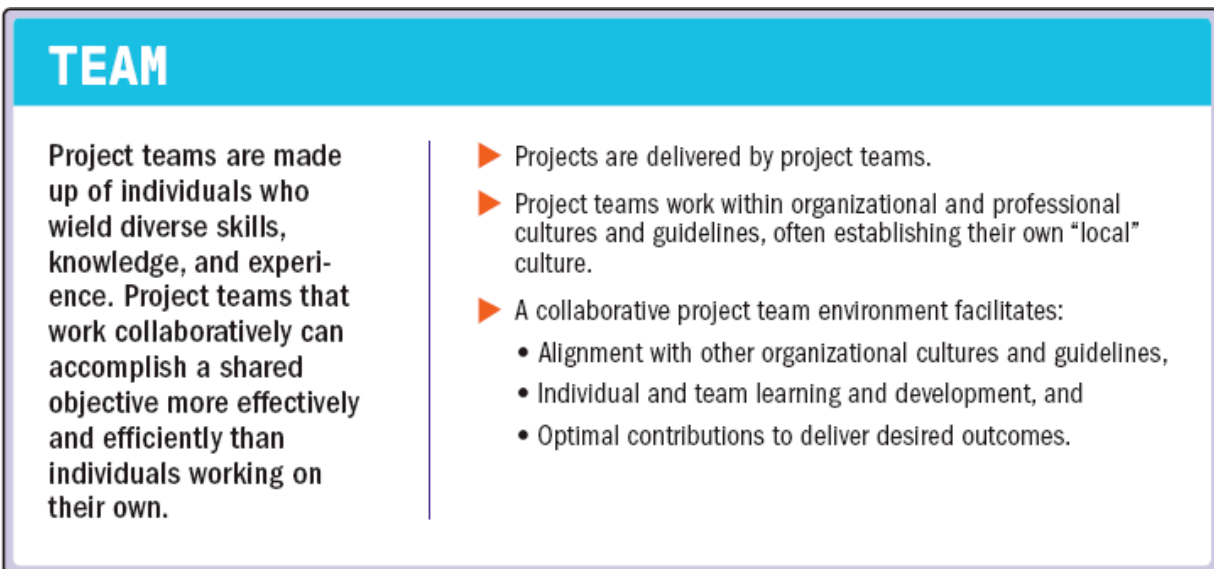 TEAM
Project teams are made
up of individuals who
wield diverse skills,
knowledge, and experi-
ence. Project teams that
work collaboratively can
accomplish a shared
objective more effectively
and efficiently than
individuals working on
their own.
▶ Projects are delivered by project teams.
▶ Project teams work within organizational and professional
cultures and guidelines, often establishing their own “local”
culture.
▶ A collaborative project team environment facilitates:
• Alignment with other organizational cultures and guidelines,
• Individual and team learning and development, and
• Optimal contributions to deliver desired outcomes.